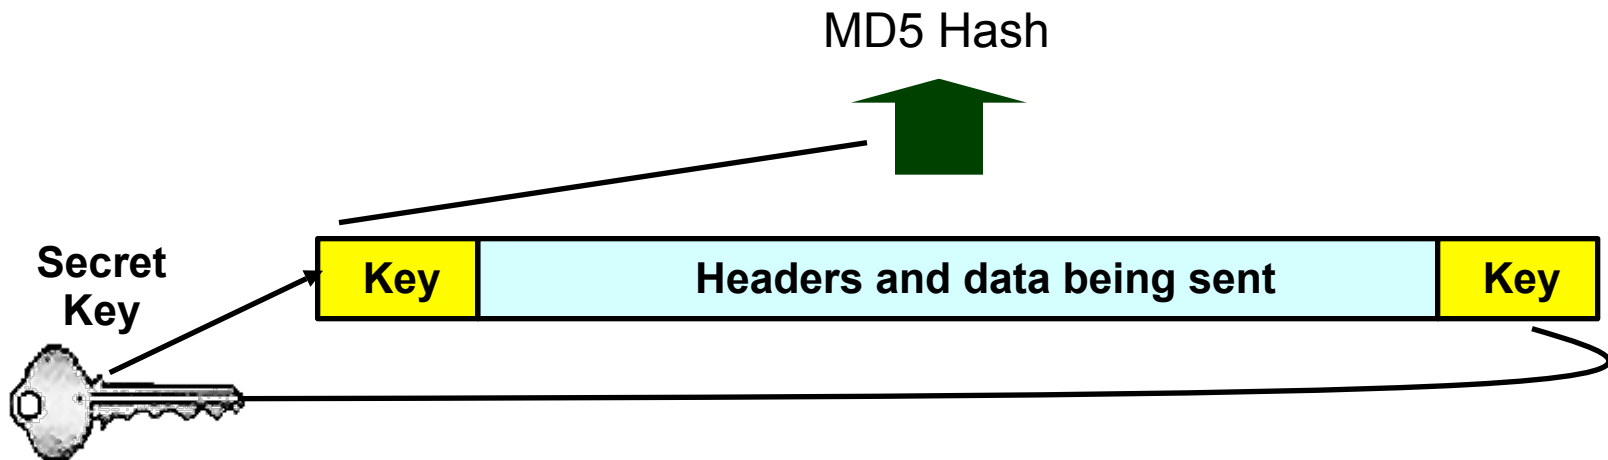 MD5 Hash
Secret
Key
Key
Headers and data being sent
Key